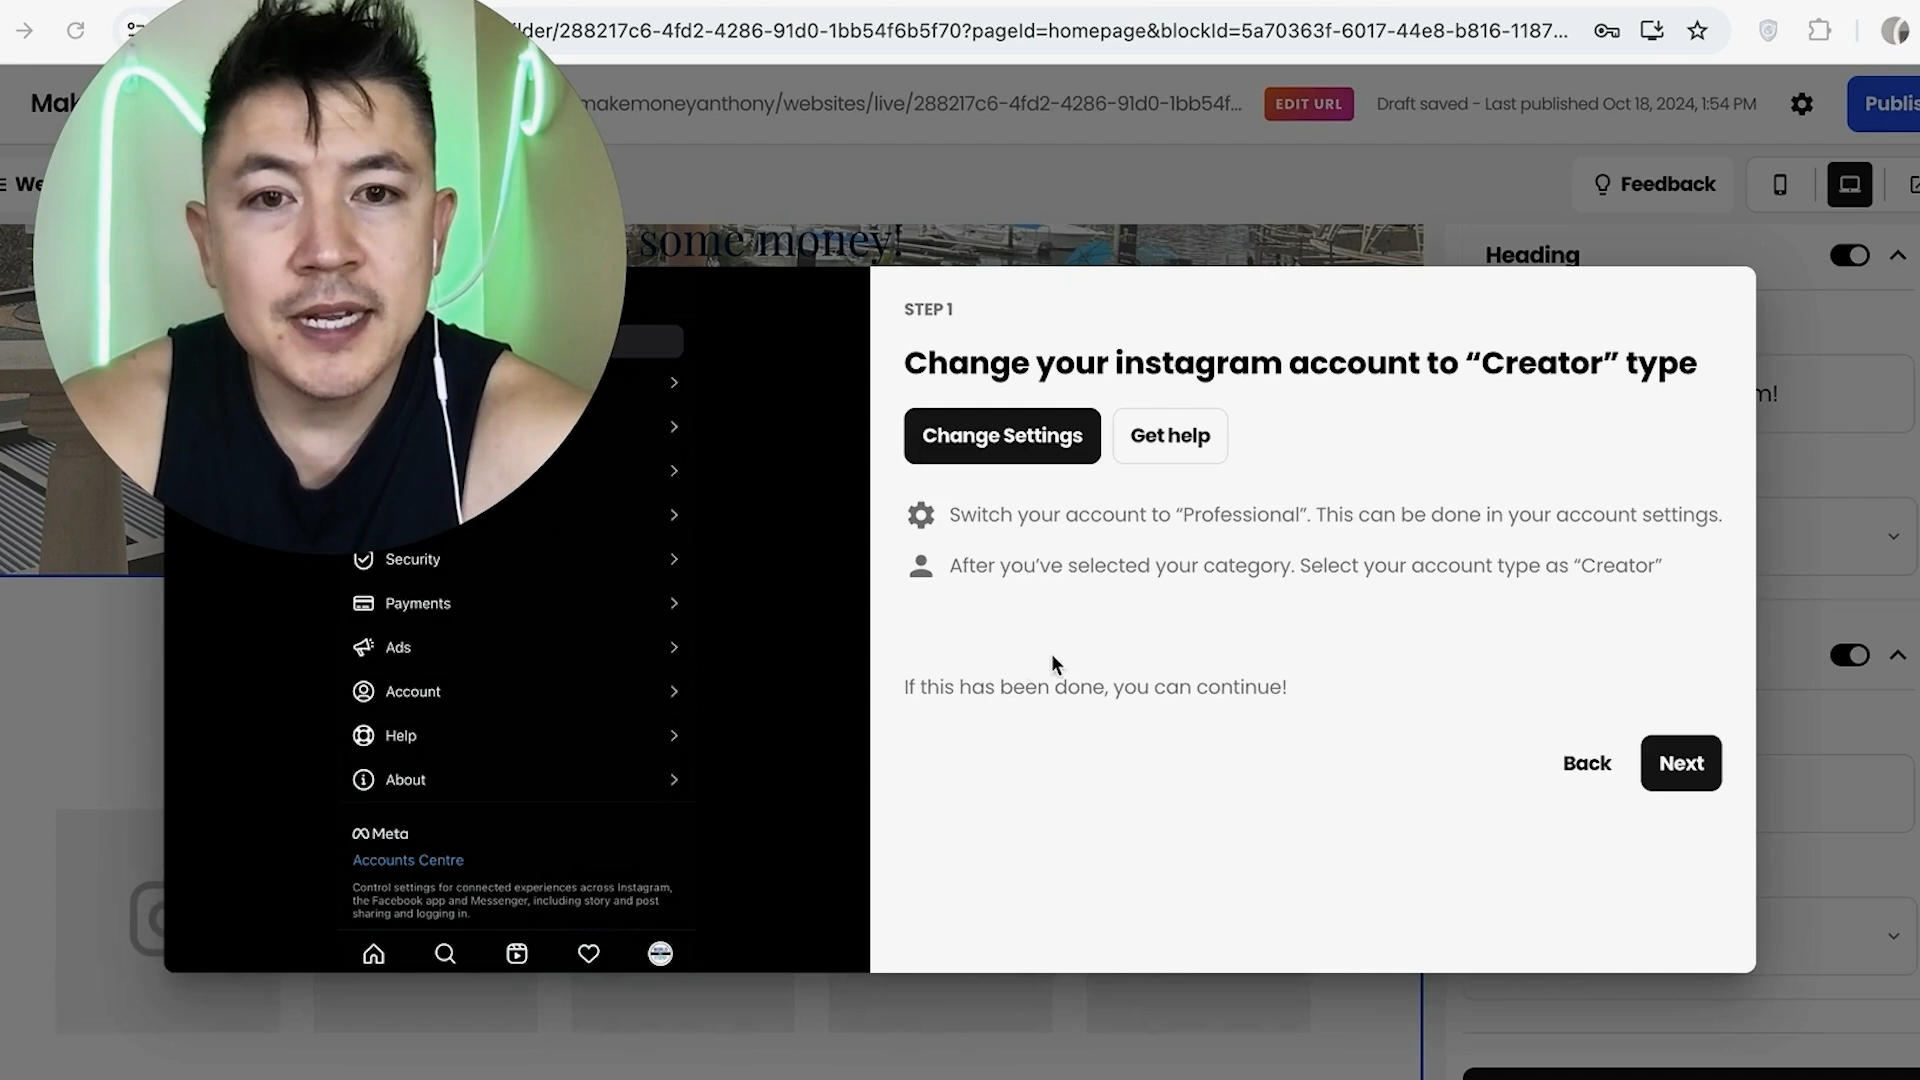 lder/288217c6-4fd2-4286-91d0-1bb54f6b5f70?pageId=homepage&blockId=5a70363f-6017-44e8-b816-1187...
Mak
makemoneyanthony/websites/live/288217c6-4fd2-4286-91d0-1bb54f...
EDIT URL
Draft saved - Last published Oct 18, 2024, 1:54 PM
Publis
We
Feedback
some money!
Heading
m!
STEP 1
Change your instagram account to “Creator” type
Change Settings
Get help
Switch your account to “Professional”. This can be done in your account settings.
After you’ve selected your category. Select your account type as “Creator”
If this has been done, you can continue!
Back
Next
Security
Payments
Ads
Account
Help
About
Meta
Accounts Centre
Control settings for connected experiences across Instagram,
the Facebook app and Messenger, including story and post
sharing and logging in.